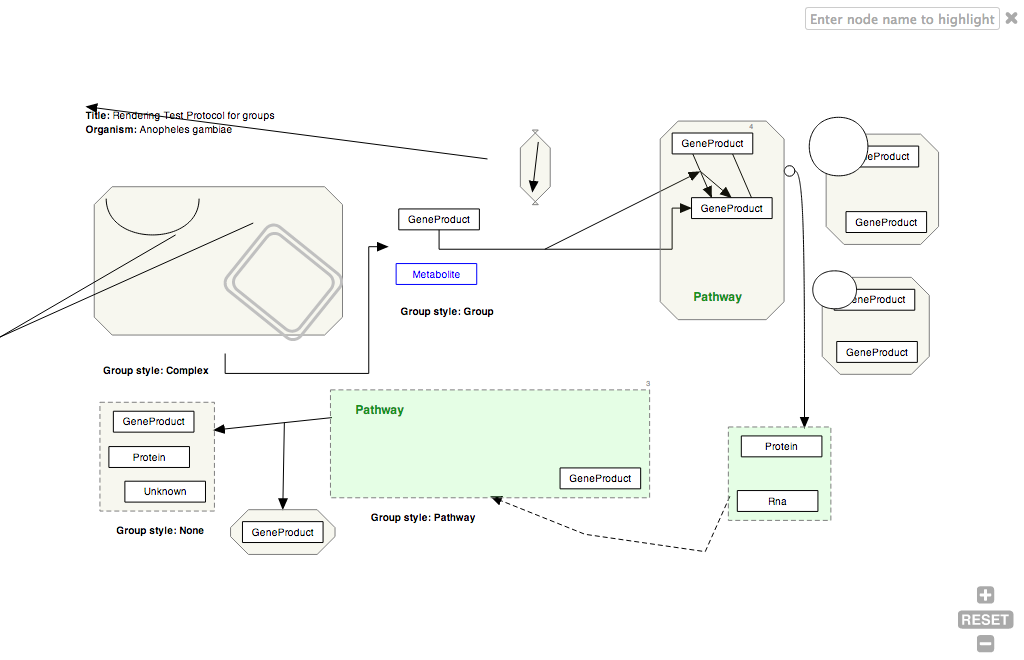 Enter node name to highlight
Title: Rendering Test Protocol for groups
Organism: Anopheles gambiae
4
GeneProduct
eProduct
GeneProduct
GeneProduct
GeneProduct
Metabolite
Pathway
Group style: Group
eneProduct
GeneProduct
Group style: Complex
3
Pathway
GeneProduct
Protein
Protein
GeneProduct
Unknown
Rna
Group style: Pathway
Group style: None
GeneProduct
RESET